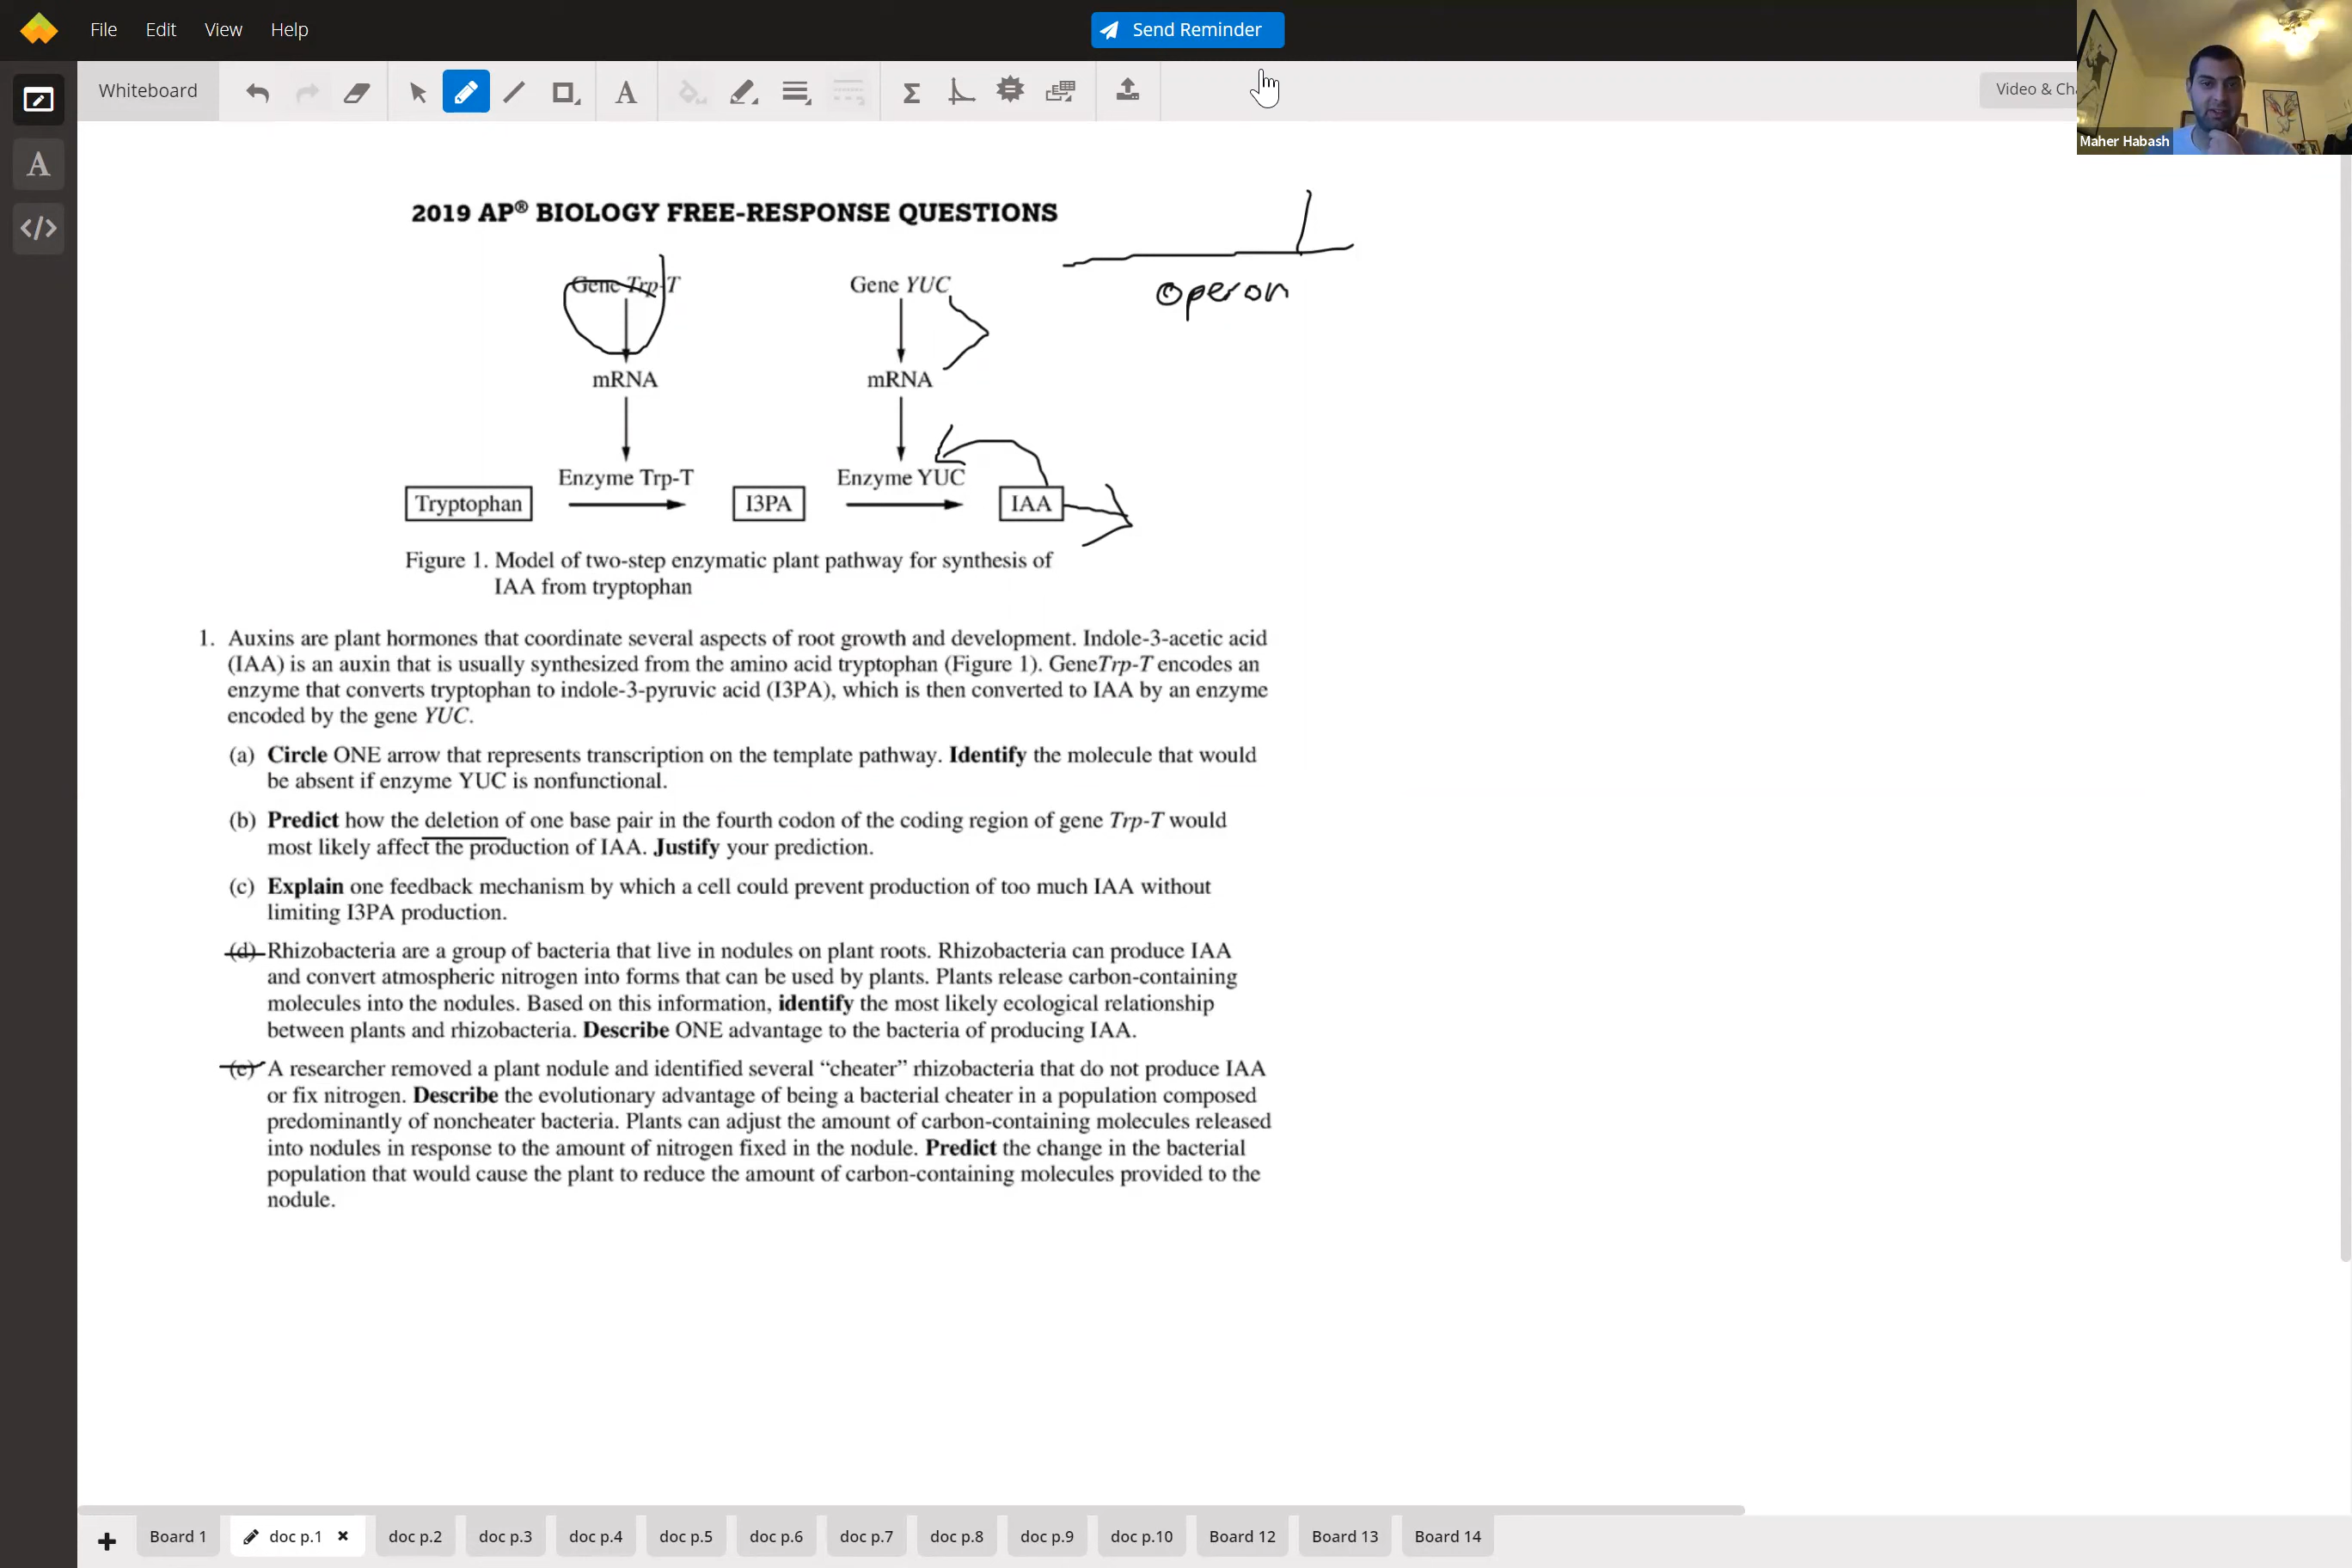 File Edit View Help
Send Reminder
Whiteboard
A
Video & Cha
Maher Habash
A
</>
2019 AP® BIOLOGY FREE-RESPONSE QUESTIONS
Gene Trp-T
Gene YUC
operon
mRNA
mRNA
Enzyme Trp-T
Enzyme YUC
Tryptophan
I3PA
IAA
Figure 1. Model of two-step enzymatic plant pathway for synthesis of
IAA from tryptophan
1. Auxins are plant hormones that coordinate several aspects of root growth and development. Indole-3-acetic acid
(IAA) is an auxin that is usually synthesized from the amino acid tryptophan (Figure 1). GeneTrp-T encodes an
enzyme that converts tryptophan to indole-3-pyruvic acid (I3PA), which is then converted to IAA by an enzyme
encoded by the gene YUC.
(a) Circle ONE arrow that represents transcription on the template pathway. Identify the molecule that would
be absent if enzyme YUC is nonfunctional.
(b) Predict how the deletion of one base pair in the fourth codon of the coding region of gene Trp-T would
most likely affect the production of IAA. Justify your prediction.
(c) Explain one feedback mechanism by which a cell could prevent production of too much IAA without
limiting I3PA production.
(d) Rhizobacteria are a group of bacteria that live in nodules on plant roots. Rhizobacteria can produce IAA
and convert atmospheric nitrogen into forms that can be used by plants. Plants release carbon-containing
molecules into the nodules. Based on this information, identify the most likely ecological relationship
between plants and rhizobacteria. Describe ONE advantage to the bacteria of producing IAA.
(e) A researcher removed a plant nodule and identified several “cheater” rhizobacteria that do not produce IAA
or fix nitrogen. Describe the evolutionary advantage of being a bacterial cheater in a population composed
predominantly of noncheater bacteria. Plants can adjust the amount of carbon-containing molecules released
into nodules in response to the amount of nitrogen fixed in the nodule. Predict the change in the bacterial
population that would cause the plant to reduce the amount of carbon-containing molecules provided to the
nodule.
Board 1 doc p.1 doc p.2 doc p.3 doc p.4 doc p.5 doc p.6 doc p.7 doc p.8 doc p.9 doc p.10 Board 12 Board 13 Board 14